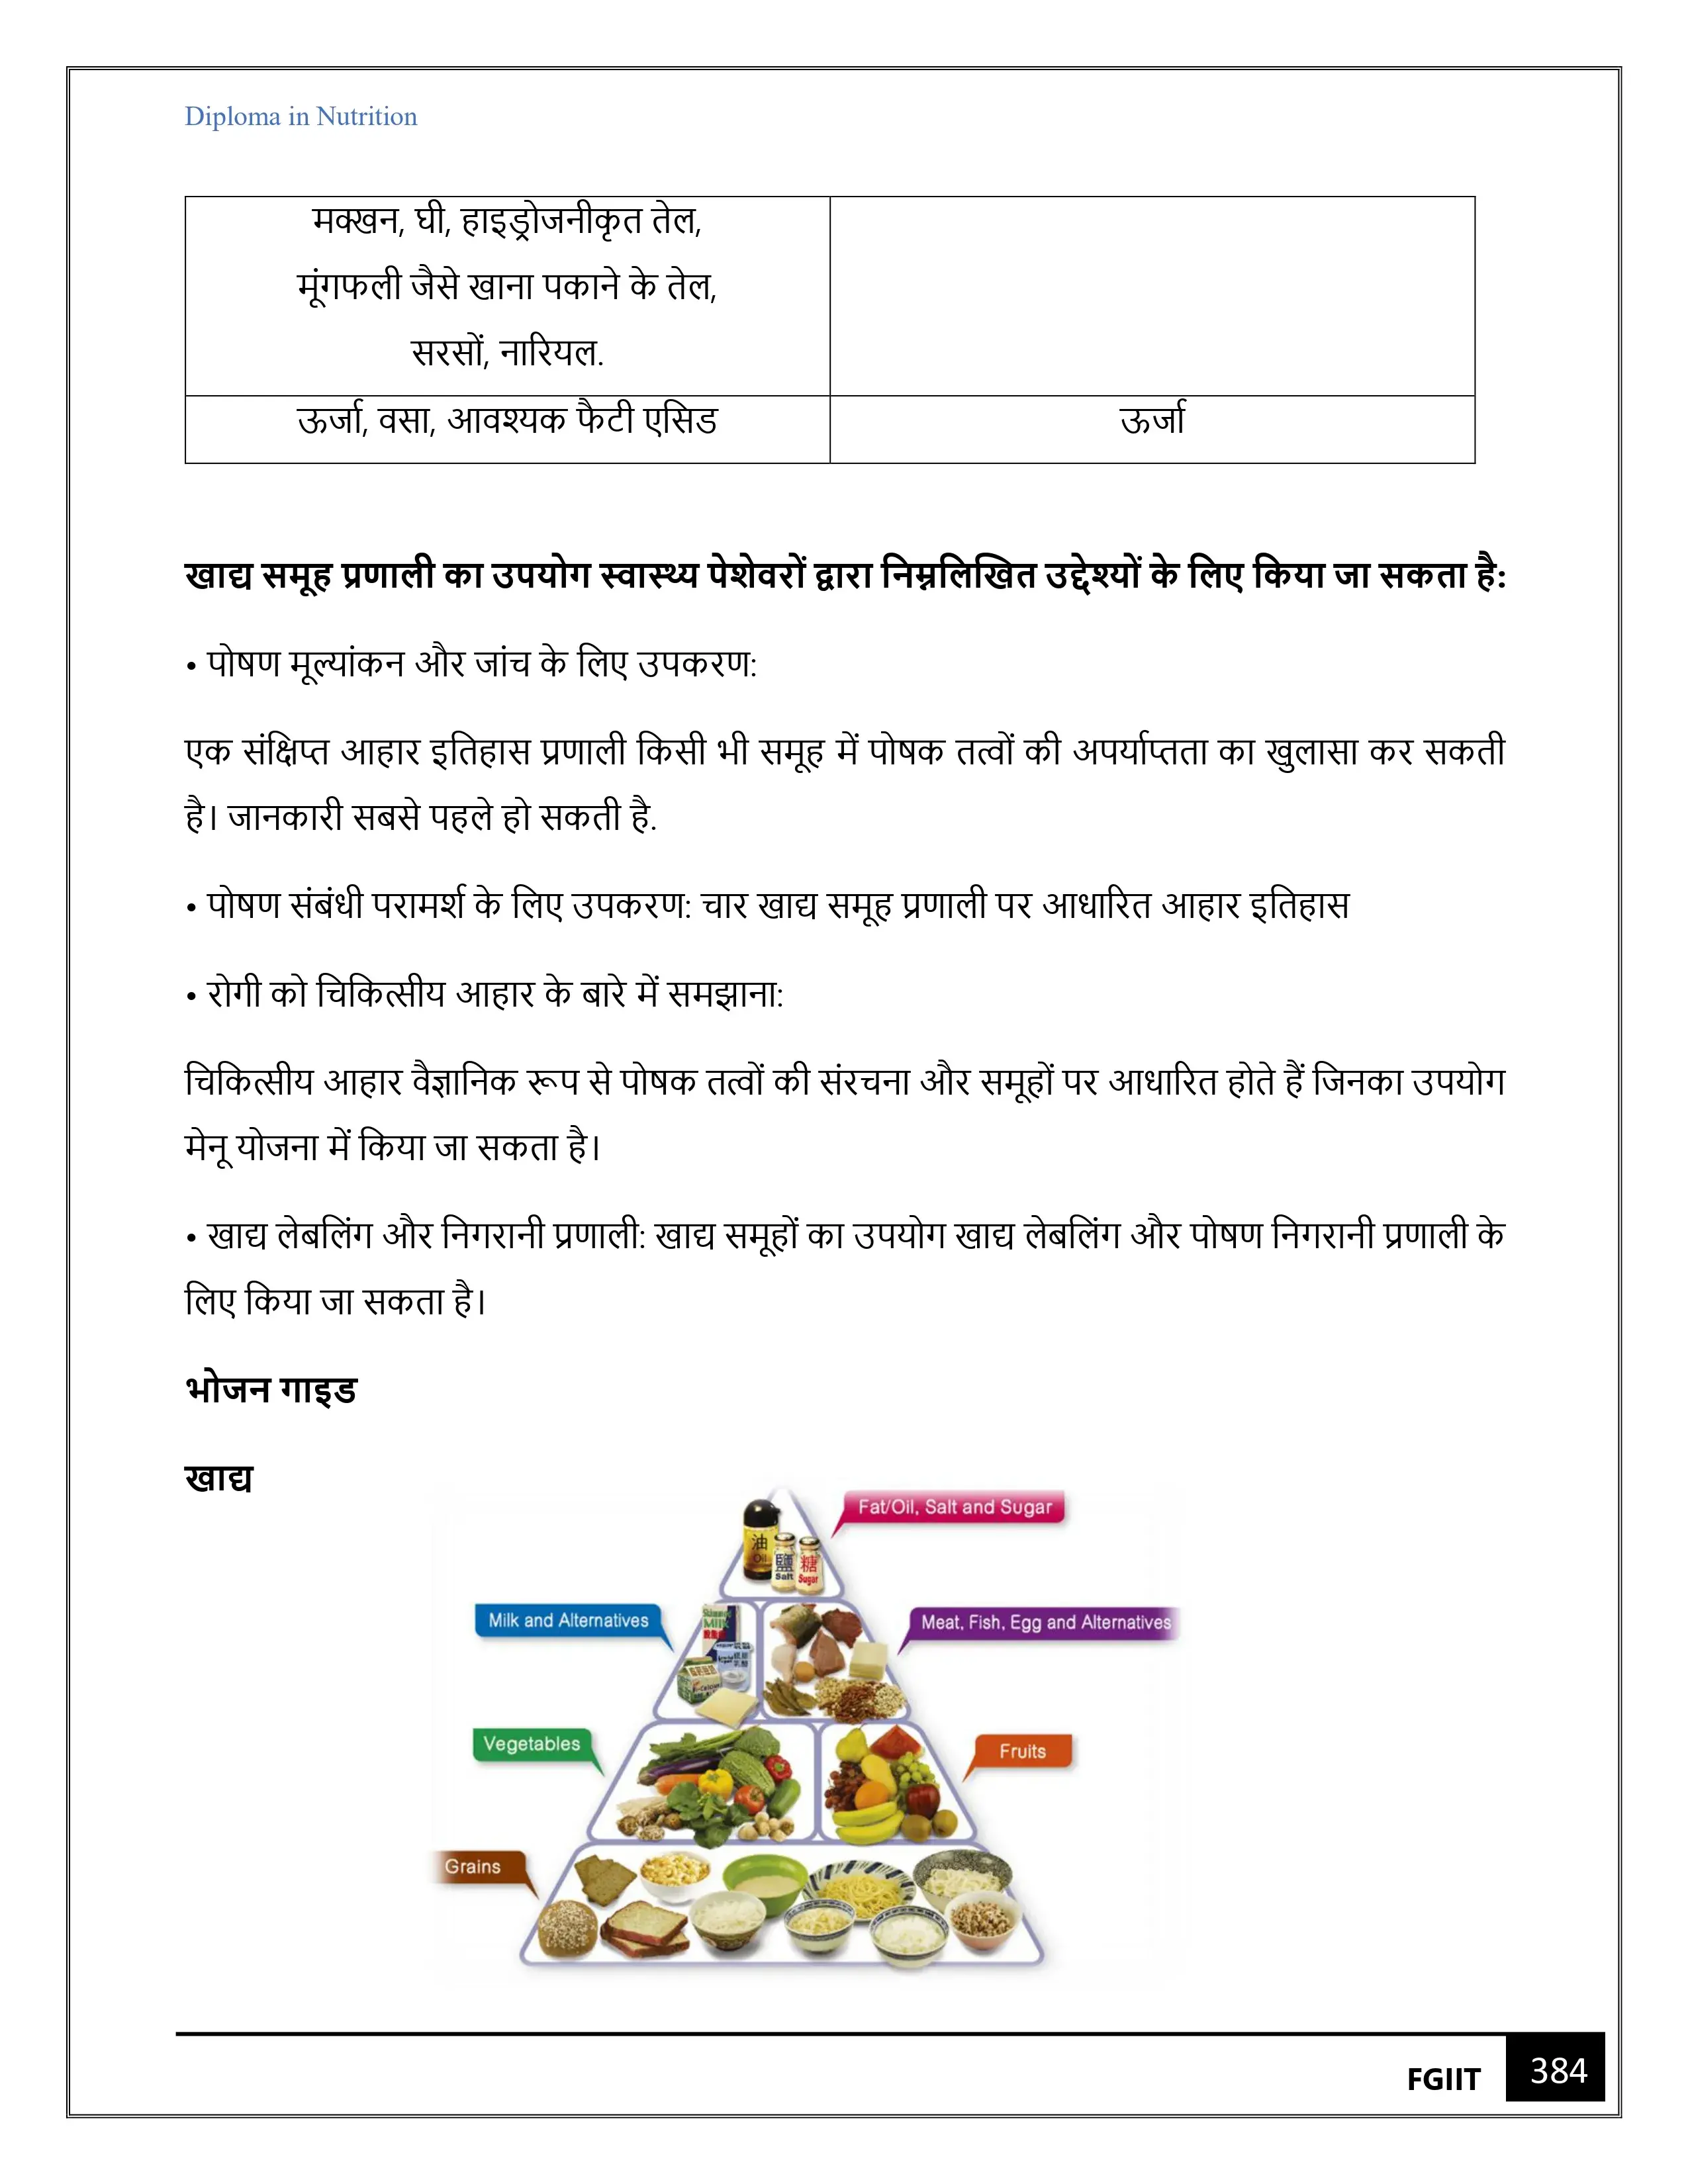 Diploma in Nutrition
मक्खन, घी, हाइड्रोजनीकृत तेल,
मूंगफली जैसे खाना पकाने के तेल,
सरसों, नारियल.
ऊर्जा, वसा, आवश्यक फैटी एसिड
ऊर्जा
खाद्य समूह प्रणाली का उपयोग स्वास्थ्य पेशेवरों द्वारा निम्नलिखित उद्देश्यों के लिए किया जा सकता है:
• पोषण मूल्यांकन और जांच के लिए उपकरण:
एक संक्षिप्त आहार इतिहास प्रणाली किसी भी समूह में पोषक तत्वों की अपर्याप्तता का खुलासा कर सकती
है। जानकारी सबसे पहले हो सकती है.
• पोषण संबंधी परामर्श के लिए उपकरण: चार खाद्य समूह प्रणाली पर आधारित आहार इतिहास
• रोगी को चिकित्सीय आहार के बारे में समझाना:
चिकित्सीय आहार वैज्ञानिक रूप से पोषक तत्वों की संरचना और समूहों पर आधारित होते हैं जिनका उपयोग
मेनू योजना में किया जा सकता है।
• खाद्य लेबलिंग और निगरानी प्रणाली: खाद्य समूहों का उपयोग खाद्य लेबलिंग और पोषण निगरानी प्रणाली के
लिए किया जा सकता है।
भोजन गाइड
खाद्य
Fat/Oil, Salt and Sugar
油
Oil
鹽
Salt
糖
Sugar
Milk and Alternatives
MILK
Meat, Fish, Egg and Alternatives
Vegetables
Fruits
Grains
FGIIT
384